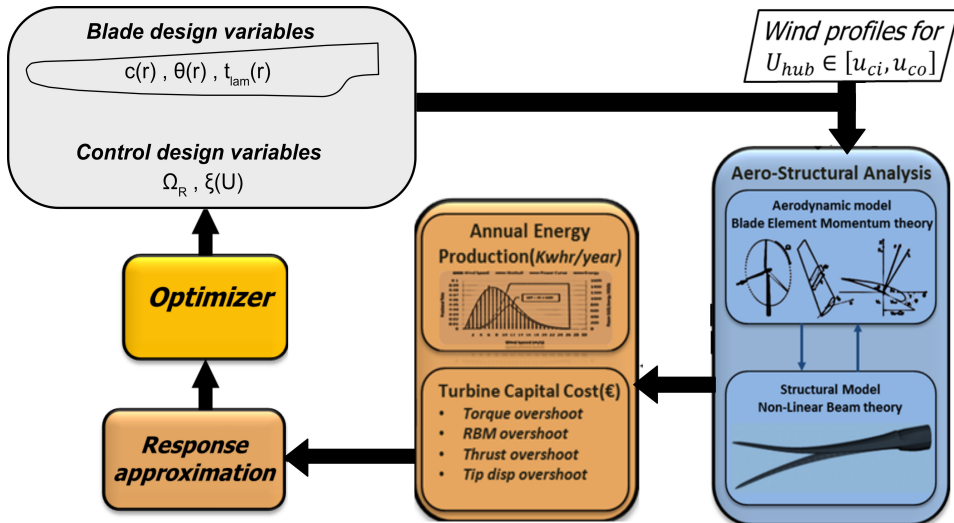 Blade design variables
c(r) , θ(r) , t_lam(r)
Control design variables
Ω_R , ξ(U)
Wind profiles for
U_hub ∈ [u_ci, u_co]
Aero-Structural Analysis
Aerodynamic model
Blade Element Momentum theory
Structural Model
Non-Linear Beam theory
Annual Energy
Production(Kwhr/year)
Turbine Capital Cost(€)
• Torque overshoot
• RBM overshoot
• Thrust overshoot
• Tip disp overshoot
Response
approximation
Optimizer